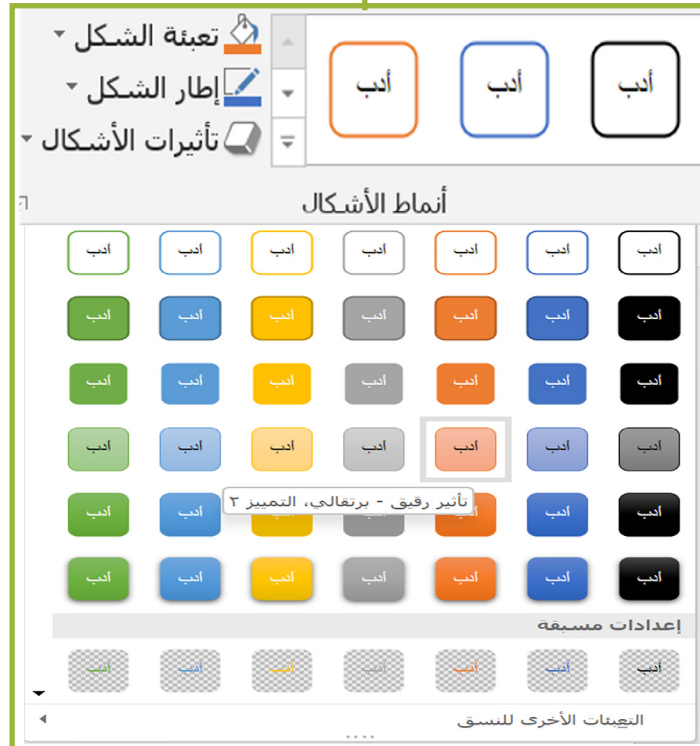 تعبئة الشكل
إطار الشكل
تأثيرات الأشكال
أدب أدب أدب
أنماط الأشكال
أدب أدب أدب أدب أدب أدب أدب
أدب أدب أدب أدب أدب أدب أدب
أدب أدب أدب أدب أدب أدب أدب
أدب أدب أدب أدب أدب أدب أدب
تأثير رقيق - برتقالي، التمييز ٢
أدب أدب أدب أدب أدب أدب أدب
أدب أدب أدب أدب أدب أدب أدب
إعدادات مسبقة
أدب أدب أدب أدب أدب أدب أدب
التعبئات الأخرى للنسق